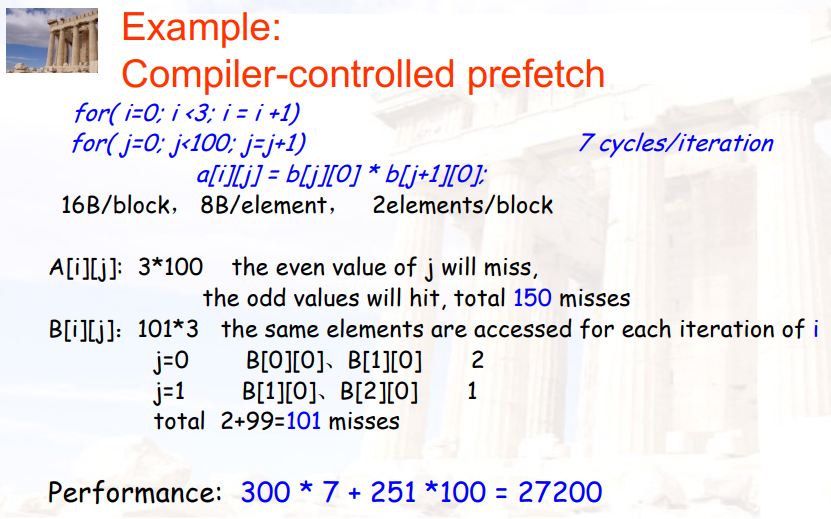 Example:
Compiler-controlled prefetch
for( i=0; i <3; i = i +1)
for( j=0; j<100; j=j+1) 7 cycles/iteration
a[i][j] = b[j][0] * b[j+1][0];
16B/block， 8B/element， 2elements/block
A[i][j]: 3*100 the even value of j will miss,
the odd values will hit, total 150 misses
B[i][j]：101*3 the same elements are accessed for each iteration of i
j=0 B[0][0]、B[1][0] 2
j=1 B[1][0]、B[2][0] 1
total 2+99=101 misses
Performance: 300 * 7 + 251 *100 = 27200